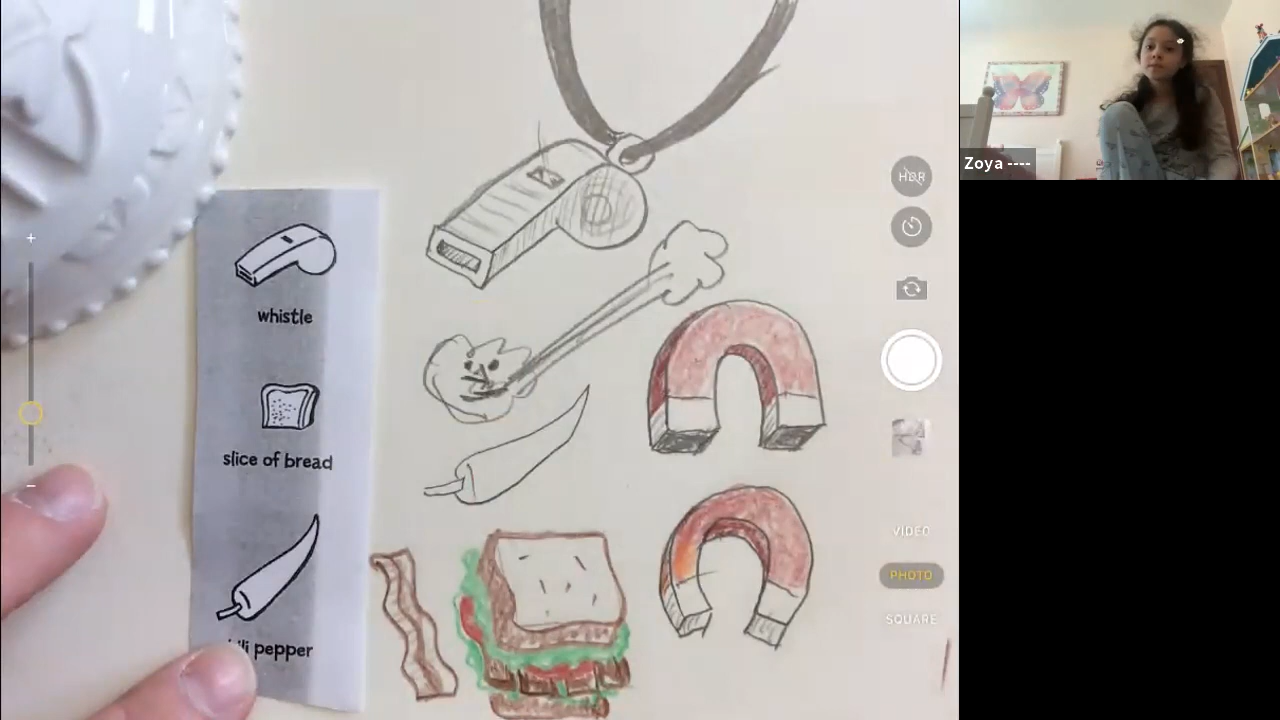 whistle
slice of bread
pepper
HDR
VIDEO
PHOTO
SQUARE
Zoya ----